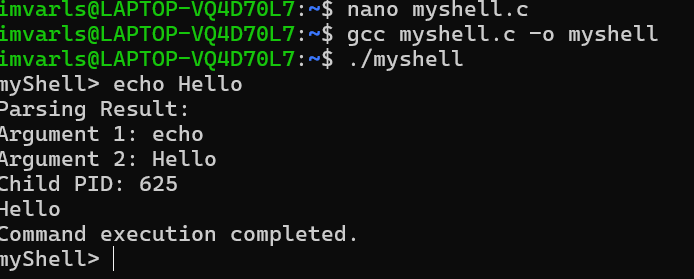 imvarls@LAPTOP-VQ4D70L7:~$ nano myshell.c
imvarls@LAPTOP-VQ4D70L7:~$ gcc myshell.c -o myshell
imvarls@LAPTOP-VQ4D70L7:~$ ./myshell
myShell> echo Hello
Parsing Result:
Argument 1: echo
Argument 2: Hello
Child PID: 625
Hello
Command execution completed.
myShell>